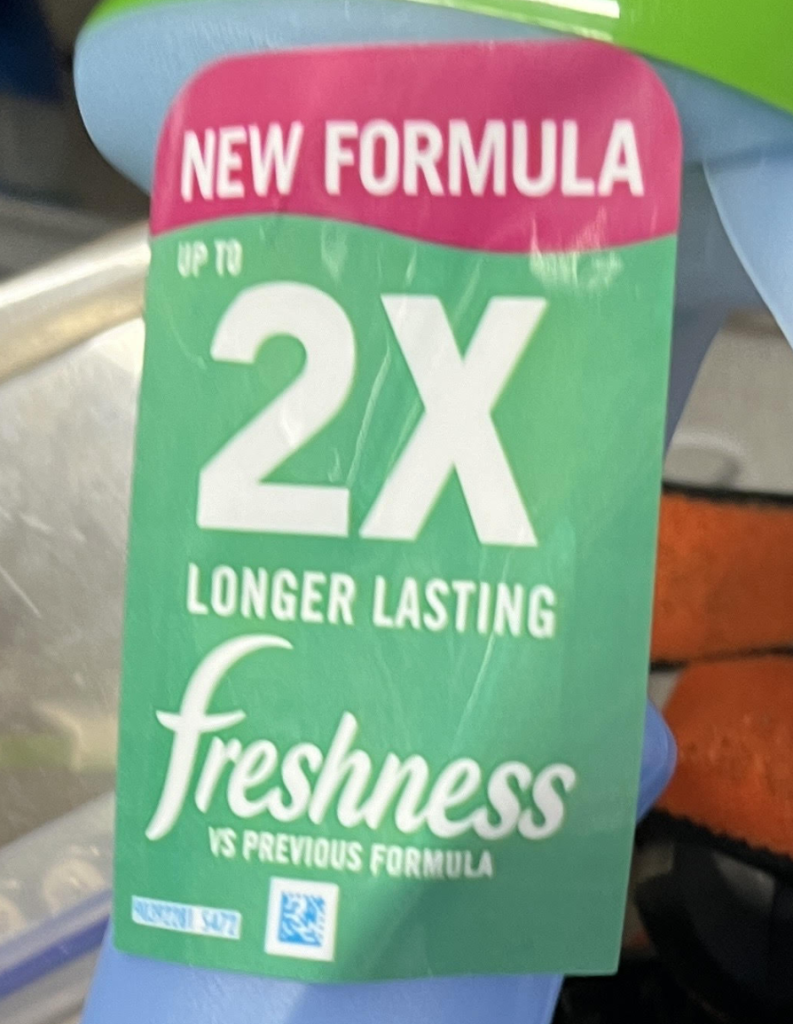 NEW FORMULA
UP TO
2X
LONGER LASTING
freshness
VS PREVIOUS FORMULA